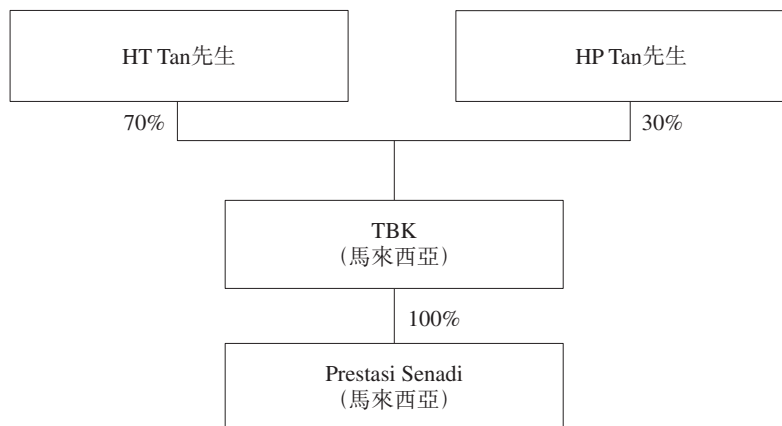 HT Tan先生
HP Tan先生
70%
30%
TBK
(馬來西亞)
100%
Prestasi Senadi
(馬來西亞)